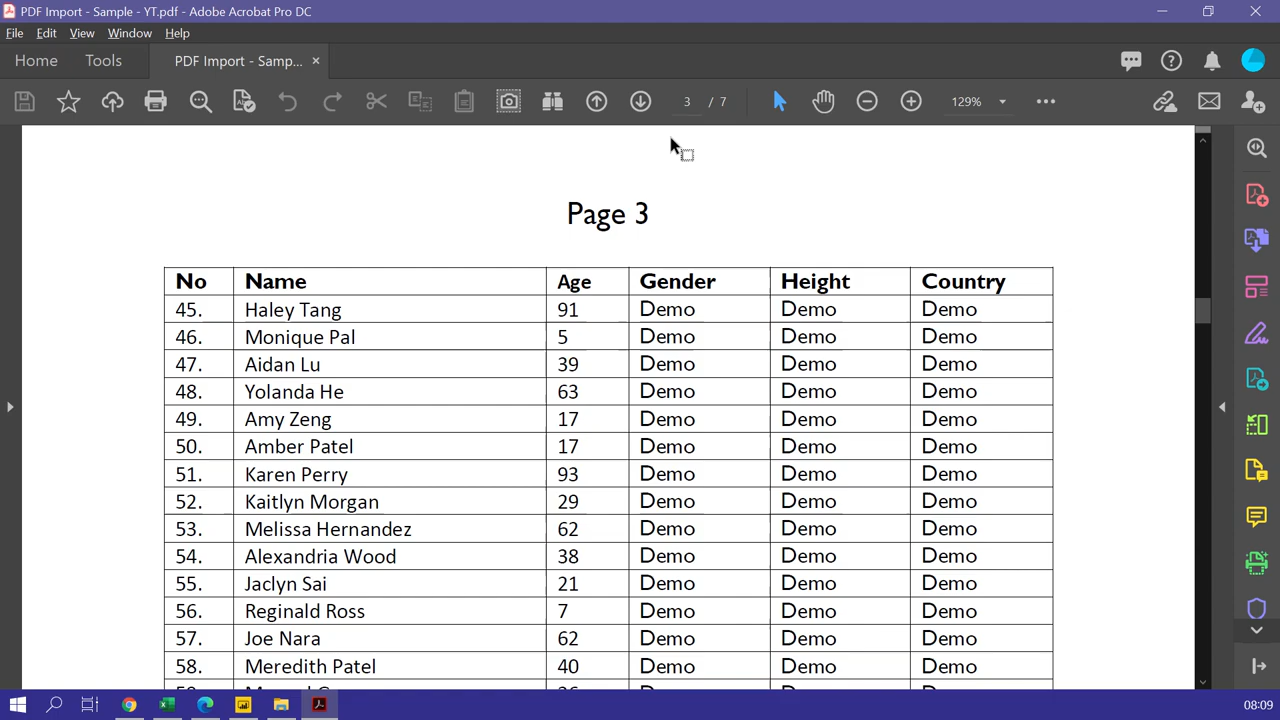 PDF Import - Sample - YT.pdf - Adobe Acrobat Pro DC
File Edit View Window Help
Home Tools PDF Import - Samp... ×
3 / 7 129%
Page 3
No Name Age Gender Height Country
45. Haley Tang 91 Demo Demo Demo
46. Monique Pal 5 Demo Demo Demo
47. Aidan Lu 39 Demo Demo Demo
48. Yolanda He 63 Demo Demo Demo
49. Amy Zeng 17 Demo Demo Demo
50. Amber Patel 17 Demo Demo Demo
51. Karen Perry 93 Demo Demo Demo
52. Kaitlyn Morgan 29 Demo Demo Demo
53. Melissa Hernandez 62 Demo Demo Demo
54. Alexandria Wood 38 Demo Demo Demo
55. Jaclyn Sai 21 Demo Demo Demo
56. Reginald Ross 7 Demo Demo Demo
57. Joe Nara 62 Demo Demo Demo
58. Meredith Patel 40 Demo Demo Demo
08:09